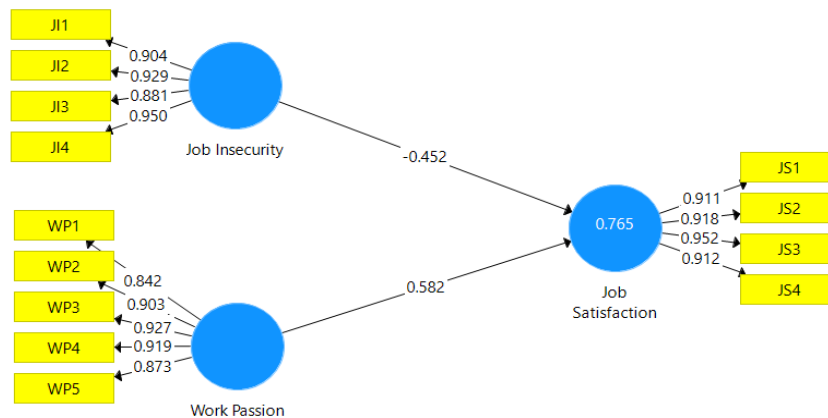 JI1
0.904
JI2
0.929
JI3
0.881
JI4
0.950
Job Insecurity
-0.452
JS1
0.911
JS2
0.918
0.765
JS3
0.952
JS4
0.912
Job
Satisfaction
WP1
0.842
WP2
0.903
WP3
0.927
WP4
0.919
WP5
0.873
0.582
Work Passion